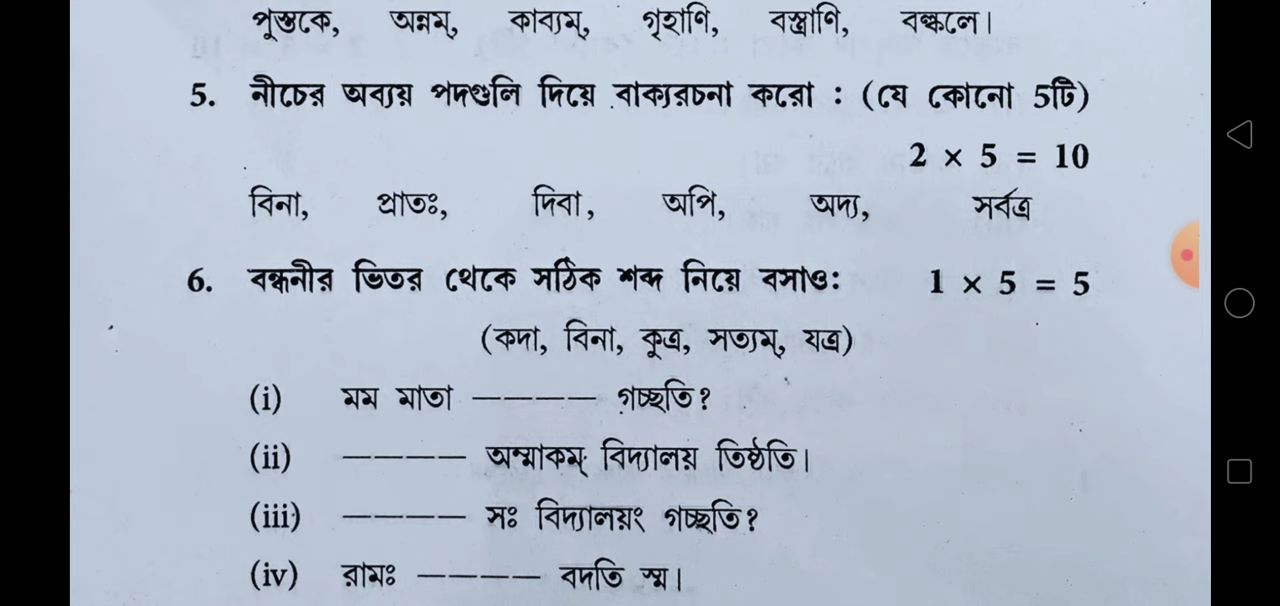 পুস্তকে, অন্নম্, কাব্যম্, গৃহাণি, বস্ত্রাণি, বল্কলে।
5. নীচের অব্যয় পদগুলি দিয়ে বাক্যরচনা করো : (যে কোনো 5টি)
2 × 5 = 10
বিনা, প্রাতঃ, দিবা, অপি, অদ্য, সর্বত্র
6. বন্ধনীর ভিতর থেকে সঠিক শব্দ নিয়ে বসাও: 1 × 5 = 5
(কদা, বিনা, কুত্র, সত্যম্, যত্র)
(i) মম মাতা ———— গচ্ছতি?
(ii) ———— অস্মাকম্ বিদ্যালয় তিষ্ঠতি।
(iii) ———— সঃ বিদ্যালয়ং গচ্ছতি?
(iv) রামঃ ———— বদতি স্ম।